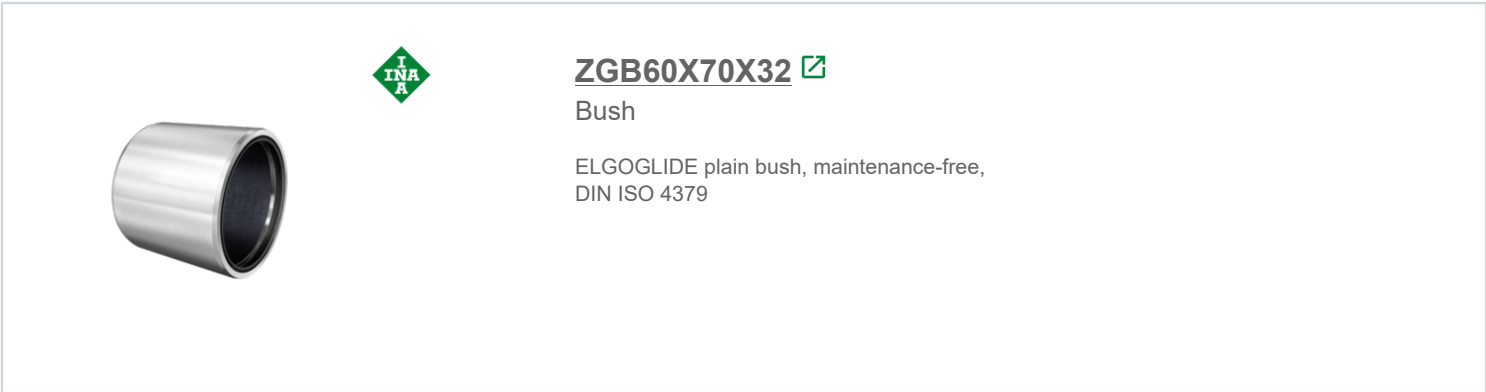 I
INA
A
ZGB60X70X32
Bush
ELGOGLIDE plain bush, maintenance-free,
DIN ISO 4379